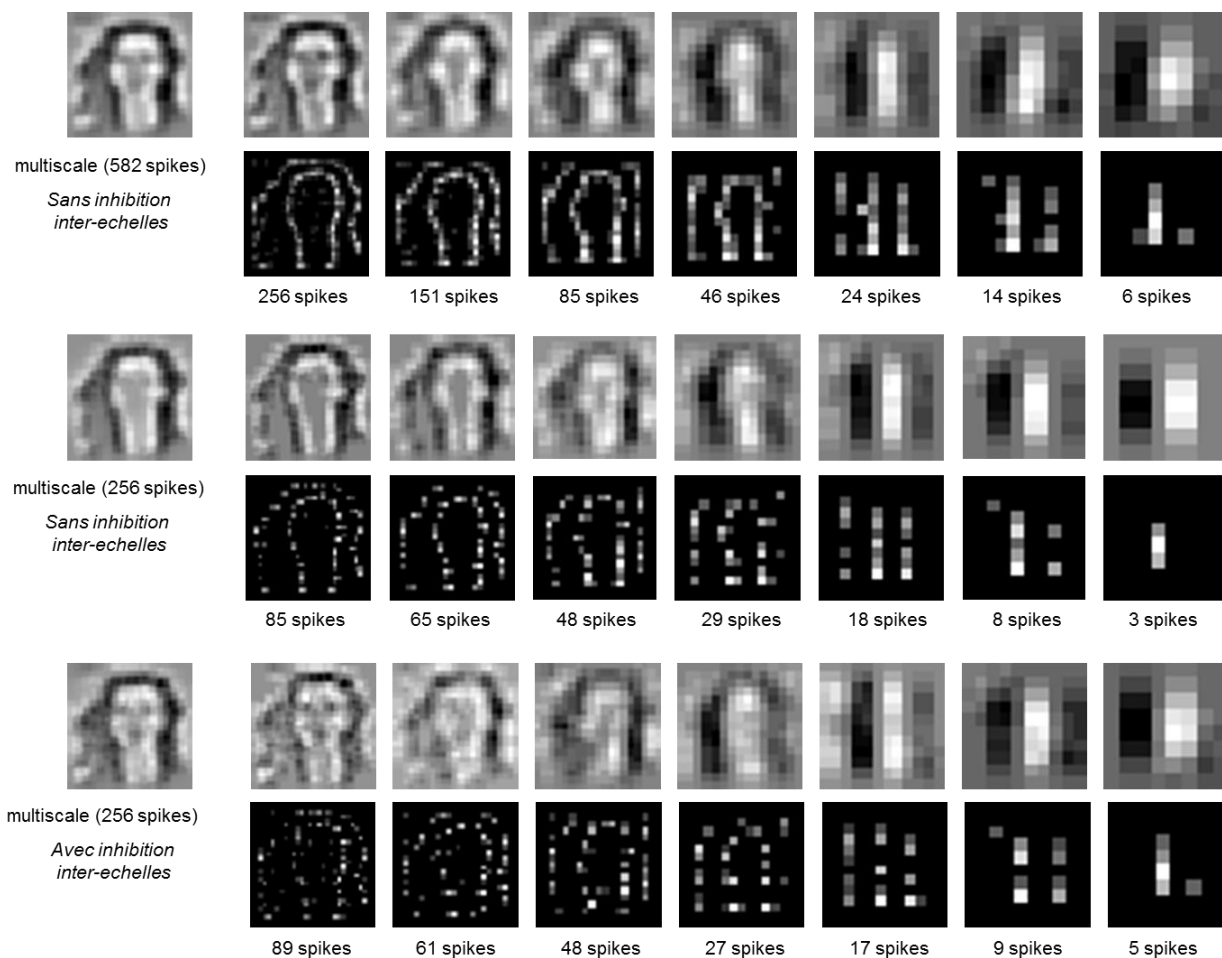 multiscale (582 spikes)
Sans inhibition
inter-echelles
256 spikes
151 spikes
85 spikes
46 spikes
24 spikes
14 spikes
6 spikes
multiscale (256 spikes)
Sans inhibition
inter-echelles
85 spikes
65 spikes
48 spikes
29 spikes
18 spikes
8 spikes
3 spikes
multiscale (256 spikes)
Avec inhibition
inter-echelles
89 spikes
61 spikes
48 spikes
27 spikes
17 spikes
9 spikes
5 spikes